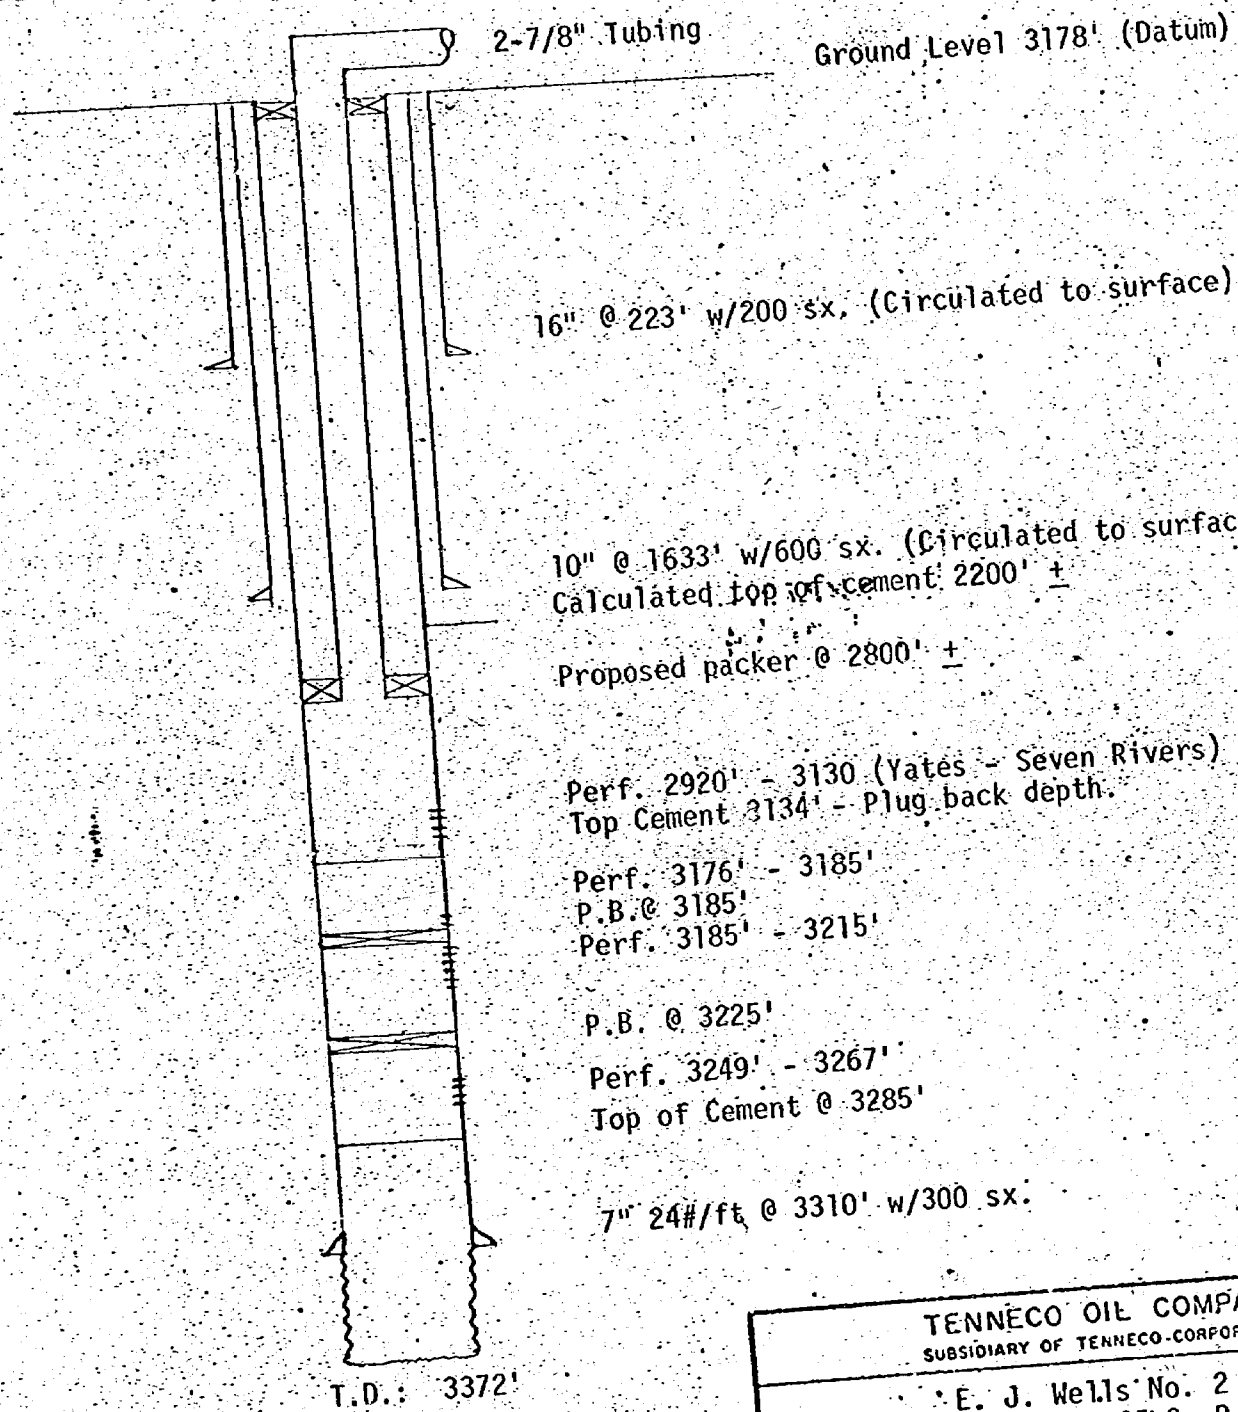 2-7/8" Tubing
Ground Level 3178' (Datum)
16" @ 223' w/200 sx. (Circulated to surface)
10" @ 1633' w/600 sx. (Circulated to surfac
Calculated top of cement 2200' ±
Proposed packer @ 2800' ±
Perf. 2920' - 3130 (Yates - Seven Rivers)
Top Cement 3134' - Plug back depth.
Perf. 3176' - 3185'
P.B.@ 3185'
Perf. 3185' - 3215'
P.B. @ 3225'
Perf. 3249' - 3267'
Top of Cement @ 3285'
7" 24#/ft @ 3310' w/300 sx.
T.D.: 3372'
TENNECO OIL COMPA
SUBSIDIARY OF TENNECO CORPOR
E. J. Wells No. 2